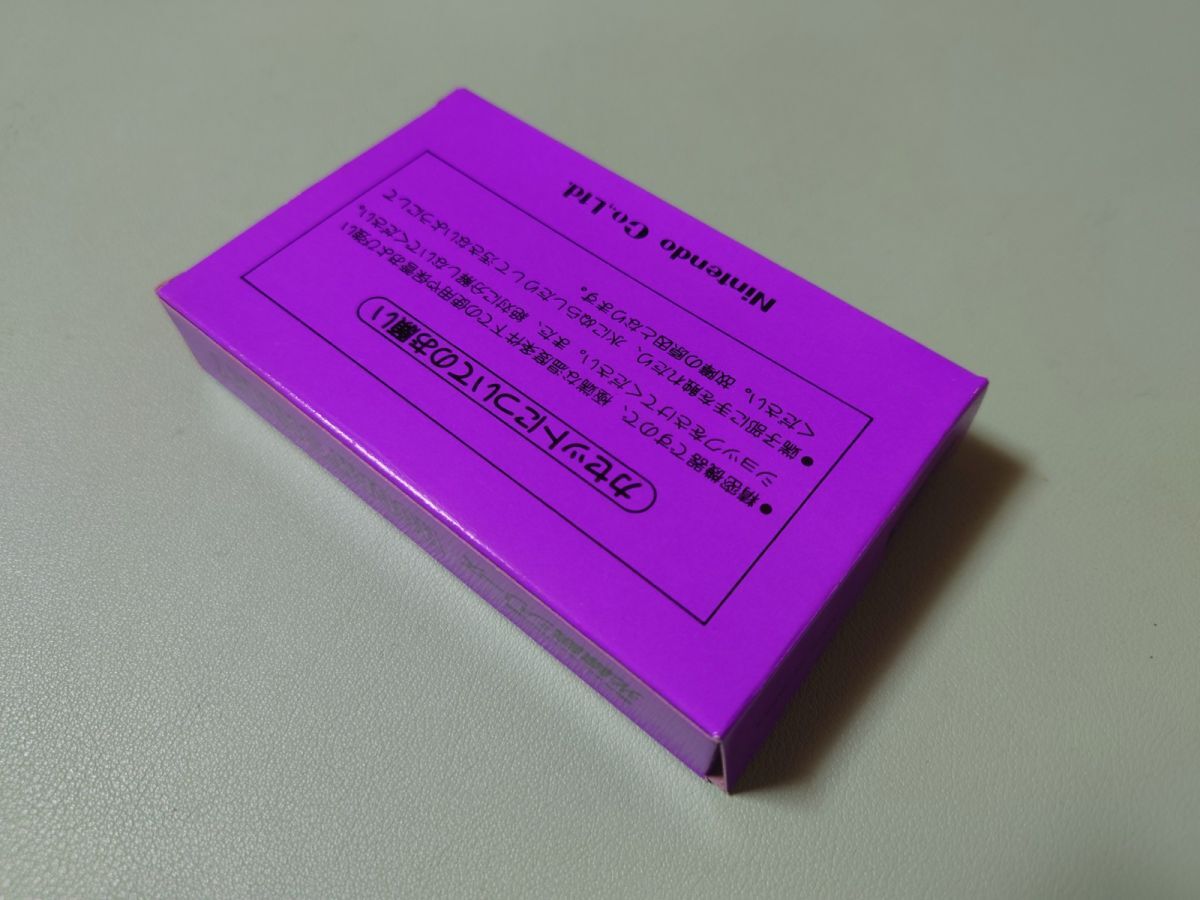 カセットについてのお願い
●精密機器ですので、極端な温度条件下での使用や保管および強い
ショックをさけてください。また、絶対に分解しないでください。
●端子部に手を触れたり、水にぬらしたりして汚さないようにして
ください。故障の原因となります。
Nintendo Co.,Ltd.